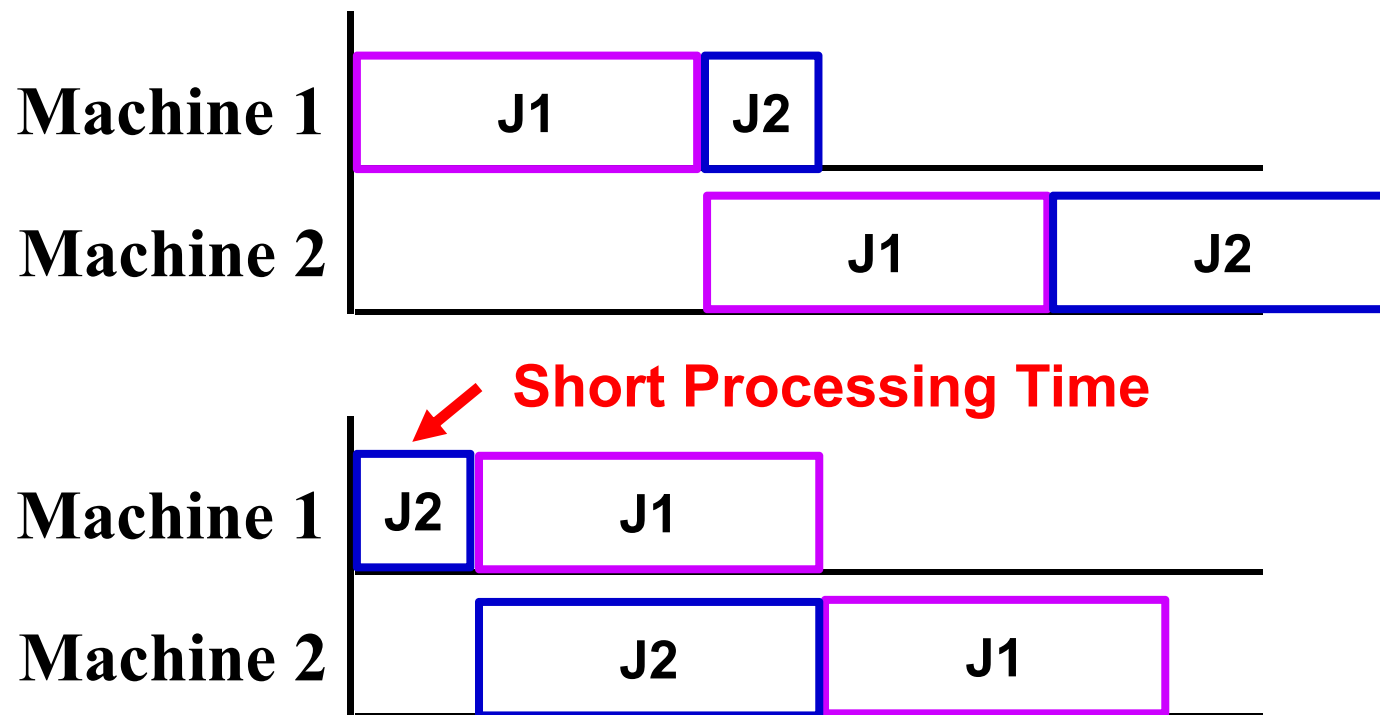 Machine 1 J1 J2
Machine 2 J1 J2
Short Processing Time
Machine 1 J2 J1
Machine 2 J2 J1